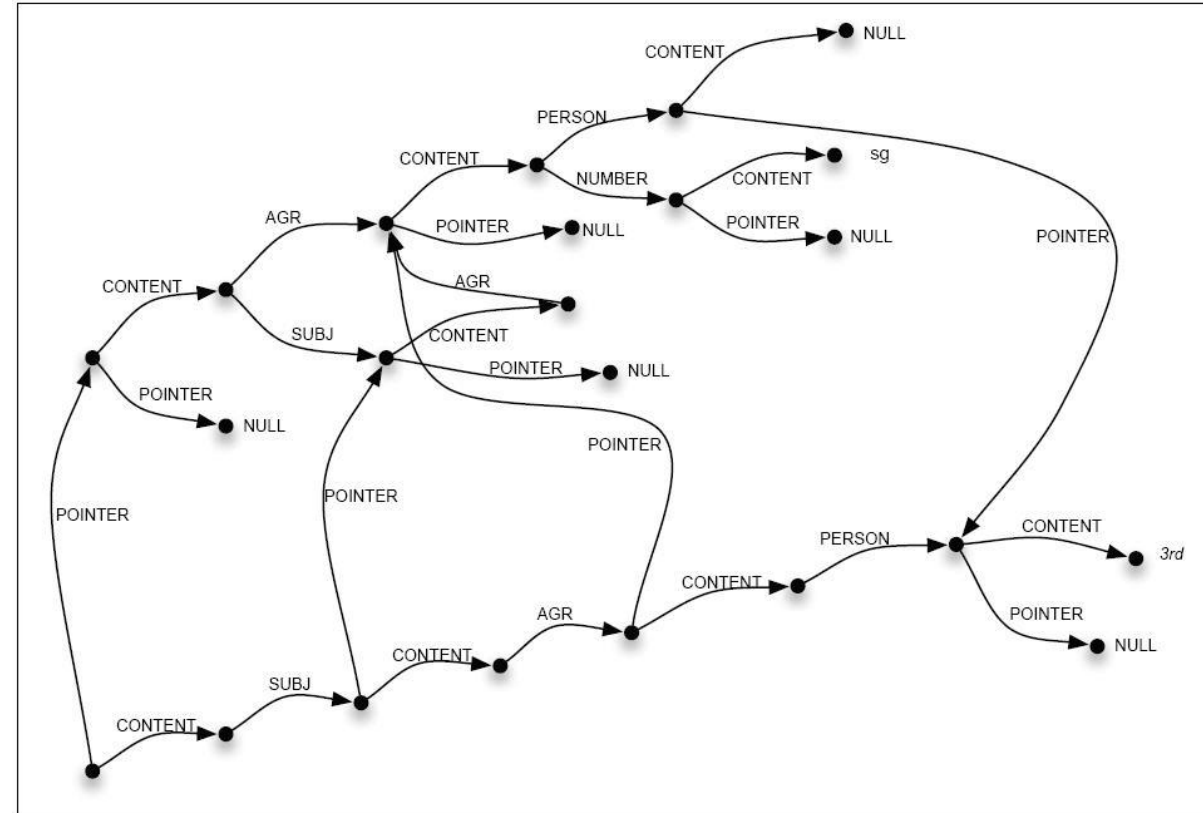 CONTENT NULL
PERSON
CONTENT sg
NUMBER CONTENT
AGR POINTER NULL POINTER NULL
POINTER
CONTENT AGR
SUBJ CONTENT
POINTER NULL
POINTER NULL
POINTER
POINTER POINTER
CONTENT 3rd
PERSON
CONTENT
AGR POINTER NULL
CONTENT
SUBJ
CONTENT